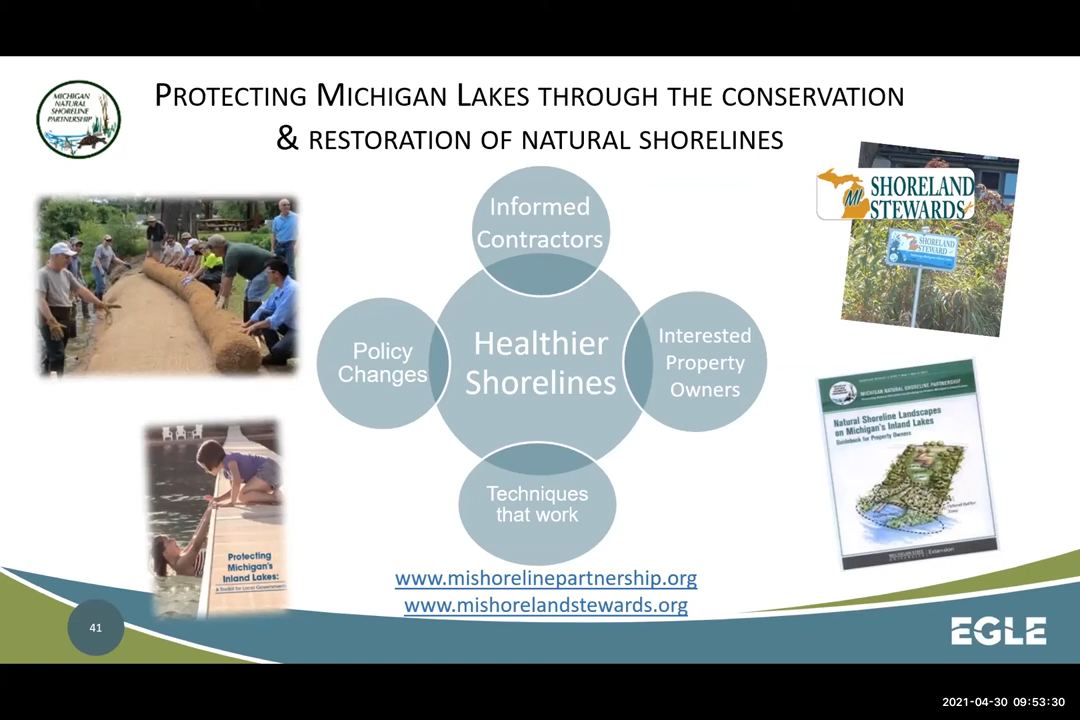 PROTECTING MICHIGAN LAKES THROUGH THE CONSERVATION
& RESTORATION OF NATURAL SHORELINES
MICHIGAN
NATURAL
SHORELINE
PARTNERSHIP
Informed
Contractors
Policy
Changes
Healthier
Shorelines
Interested
Property
Owners
Techniques
that work
MI
SHORELAND
STEWARDS
SHORELAND
STEWARD
MICHIGAN NATURAL SHORELINE PARTNERSHIP
Natural Shoreline Landscapes
on Michigan's Inland Lakes
Guidebook for Property Owners
Extension
Protecting
Michigan's
Inland Lakes:
A Toolkit for Local Governments
www.mishorelinepartnership.org
www.mishorelandstewards.org
41
EGLE
2021-04-30 09:53:30